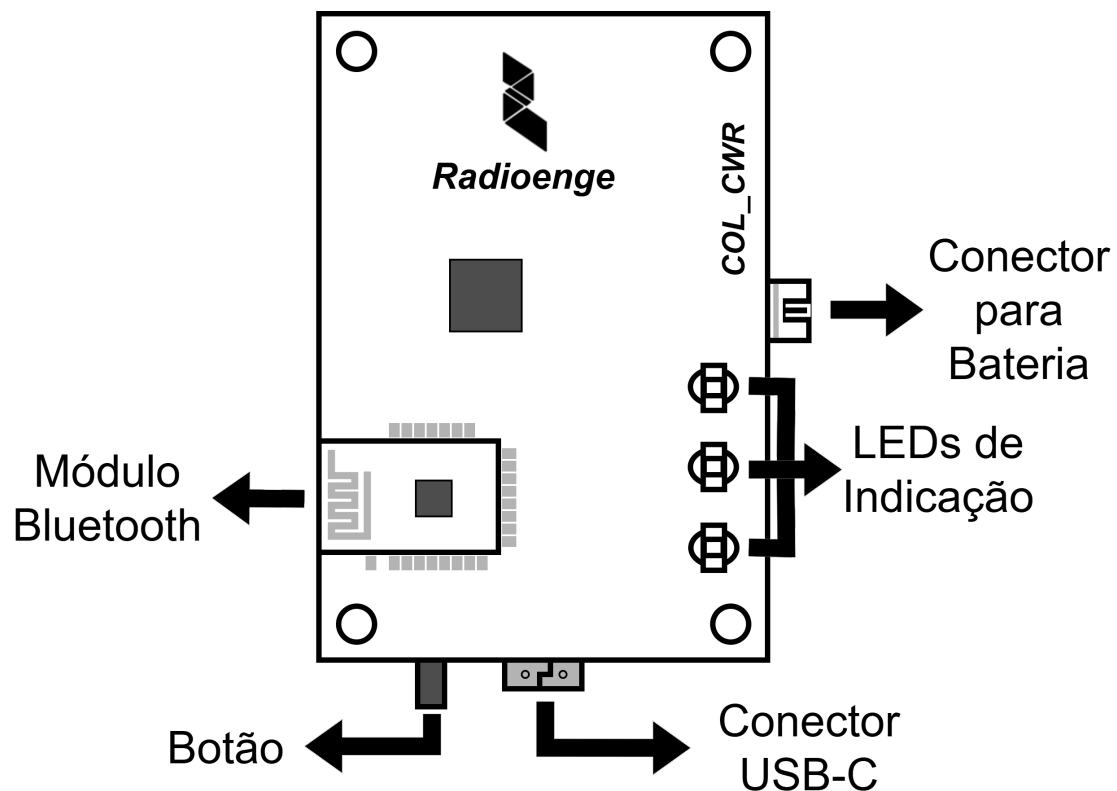 Radioenge
COL_CWR
Conector
para
Bateria
LEDs de
Indicação
Módulo
Bluetooth
Botão
Conector
USB-C